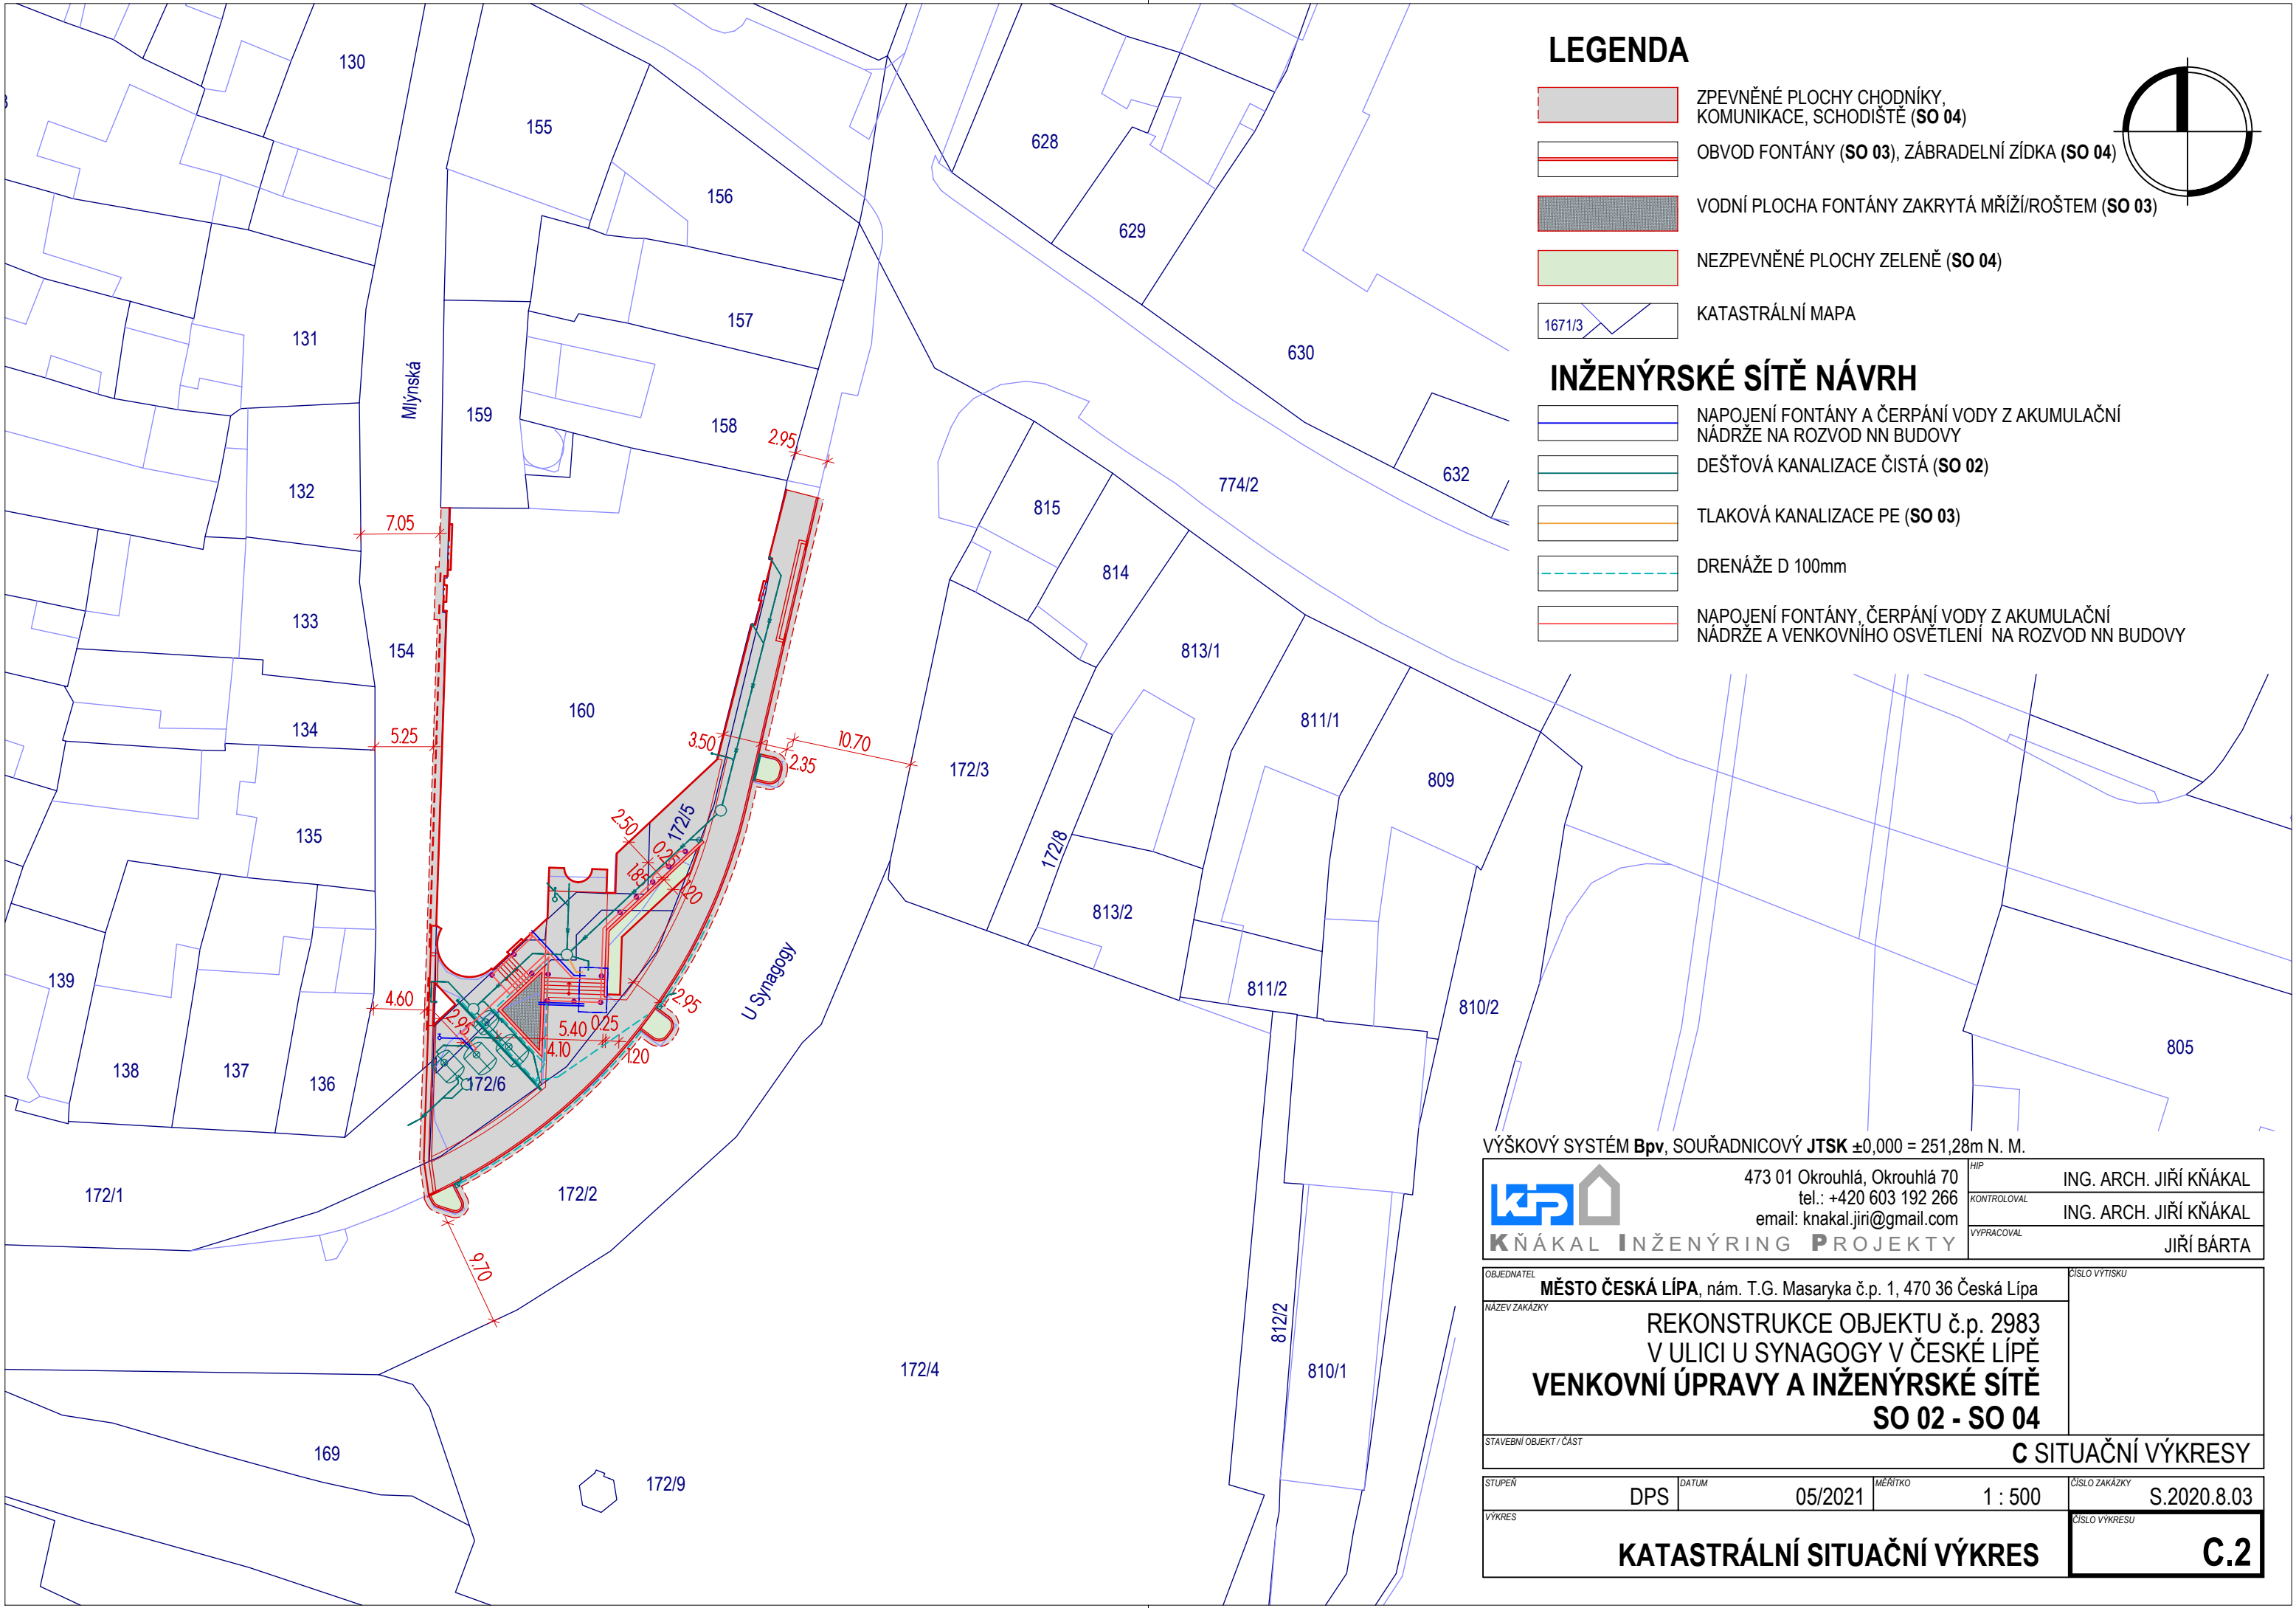 LEGENDA
ZPEVNĚNÉ PLOCHY CHODNÍKY,
KOMUNIKACE, SCHODIŠTĚ (SO 04)
OBVOD FONTÁNY (SO 03), ZÁBRADELNÍ ZÍDKA (SO 04)
VODNÍ PLOCHA FONTÁNY ZAKRYTÁ MŘÍŽÍ/ROŠTEM (SO 03)
NEZPEVNĚNÉ PLOCHY ZELENĚ (SO 04)
1671/3
KATASTRÁLNÍ MAPA
INŽENÝRSKÉ SÍTĚ NÁVRH
NAPOJENÍ FONTÁNY A ČERPÁNÍ VODY Z AKUMULAČNÍ
NÁDRŽE NA ROZVOD NN BUDOVY
DEŠŤOVÁ KANALIZACE ČISTÁ (SO 02)
TLAKOVÁ KANALIZACE PE (SO 03)
DRENÁŽE D 100mm
NAPOJENÍ FONTÁNY, ČERPÁNÍ VODY Z AKUMULAČNÍ
NÁDRŽE A VENKOVNÍHO OSVĚTLENÍ NA ROZVOD NN BUDOVY
130
155
156
628
629
157
131
630
Mlýnská
159
158
2.95
632
132
774/2
815
7.05
814
133
154
813/1
160
134
811/1
5.25
3.50
10.70
2.35
172/3
809
135
2.50
172/5
0.25
1.85
1.20
172/8
813/2
139
U Synagogy
4.60
2.95
2.95
811/2
810/2
5.40
0.25
4.10
1.20
805
138
137
136
172/6
172/1
172/2
9.70
812/2
810/1
172/4
169
172/9
VÝŠKOVÝ SYSTÉM Bpv, SOUŘADNICOVÝ JTSK ±0,000 = 251,28m N. M.
kip
473 01 Okrouhlá, Okrouhlá 70
tel.: +420 603 192 266
email: knakal.jiri@gmail.com
KŇÁKAL INŽENÝRING PROJEKTY
HIP
ING. ARCH. JIŘÍ KŇÁKAL
KONTROLOVAL
ING. ARCH. JIŘÍ KŇÁKAL
VYPRACOVAL
JIŘÍ BÁRTA
OBJEDNATEL
MĚSTO ČESKÁ LÍPA, nám. T.G. Masaryka č.p. 1, 470 36 Česká Lípa
ČÍSLO VÝTISKU
NÁZEV ZAKÁZKY
REKONSTRUKCE OBJEKTU č.p. 2983
V ULICI U SYNAGOGY V ČESKÉ LÍPĚ
VENKOVNÍ ÚPRAVY A INŽENÝRSKÉ SÍTĚ
SO 02 - SO 04
STAVEBNÍ OBJEKT / ČÁST
C SITUAČNÍ VÝKRESY
STUPEŇ
DPS
DATUM
05/2021
MĚŘÍTKO
1 : 500
ČÍSLO ZAKÁZKY
S.2020.8.03
VÝKRES
KATASTRÁLNÍ SITUAČNÍ VÝKRES
ČÍSLO VÝKRESU
C.2